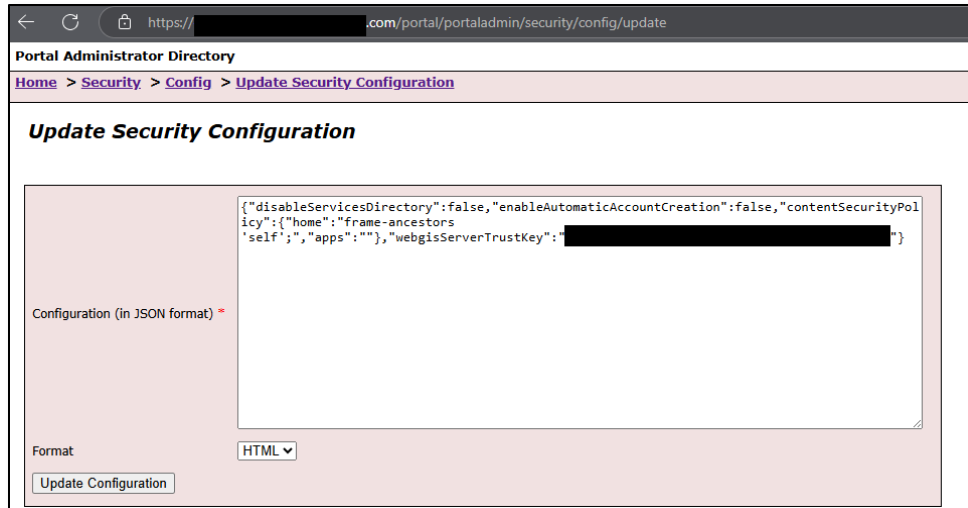 https://
.com/portal/portaladmin/security/config/update
Portal Administrator Directory
Home > Security > Config > Update Security Configuration
Update Security Configuration
{"disableServicesDirectory":false,"enableAutomaticAccountCreation":false,"contentSecurityPol
icy":{"home":"frame-ancestors
'self';","apps":""},"webgisServerTrustKey":"
"}
Configuration (in JSON format) *
Format
HTML
Update Configuration